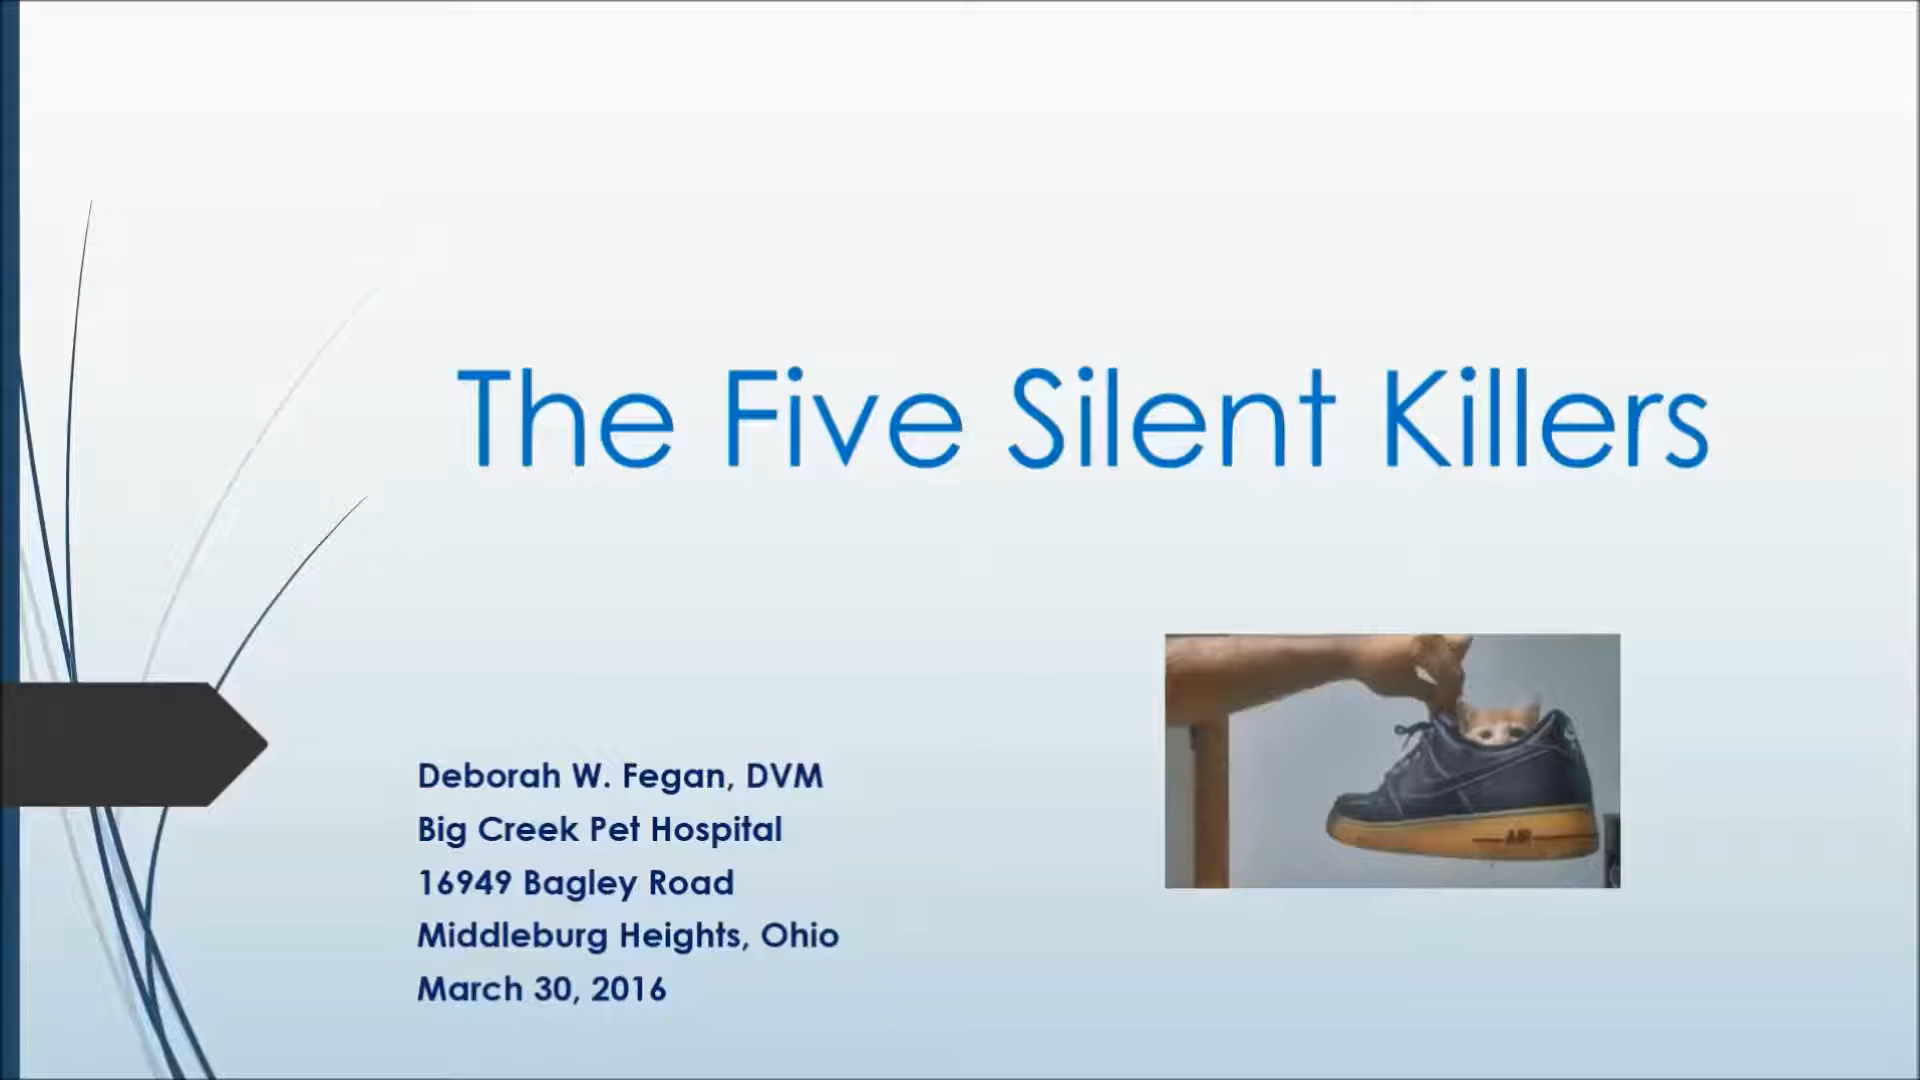 The Five Silent Killers
Deborah W. Fegan, DVM
Big Creek Pet Hospital
16949 Bagley Road
Middleburg Heights, Ohio
March 30, 2016
AIR